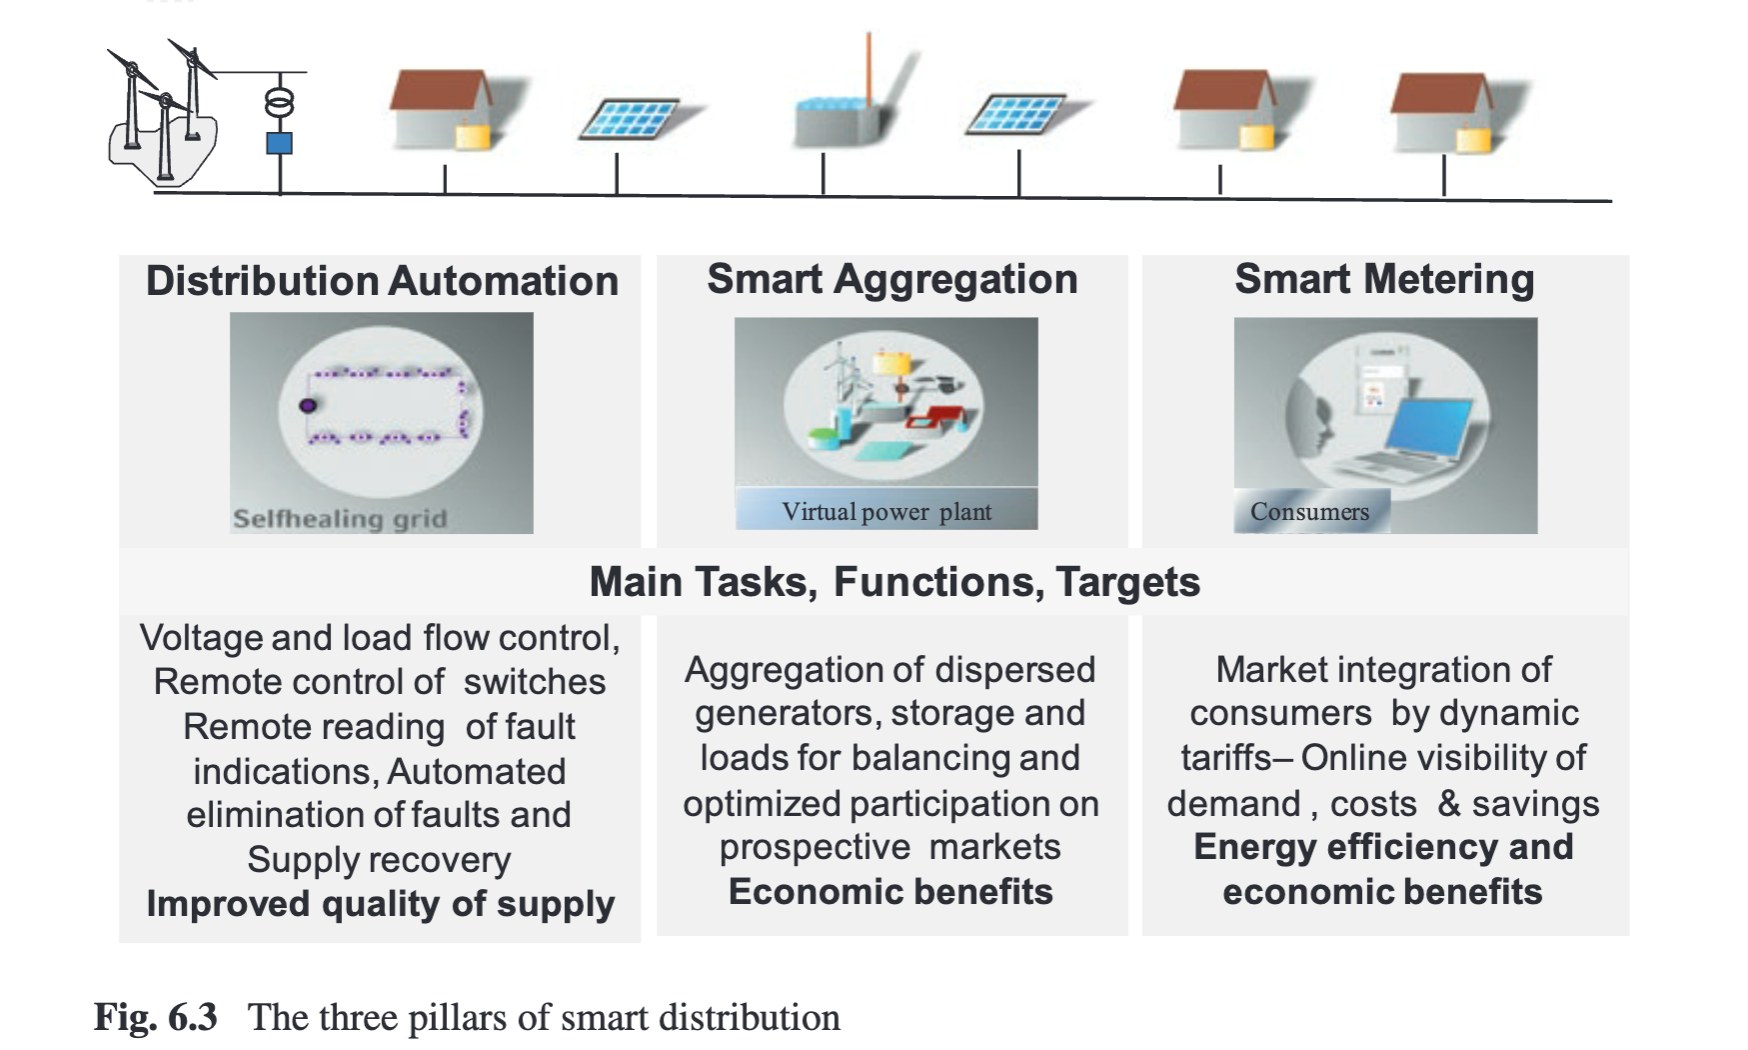 Distribution Automation
Selfhealing grid
Smart Aggregation
Virtual power plant
Smart Metering
Consumers
Main Tasks, Functions, Targets
Voltage and load flow control,
Remote control of switches
Remote reading of fault
indications, Automated
elimination of faults and
Supply recovery
Improved quality of supply
Aggregation of dispersed
generators, storage and
loads for balancing and
optimized participation on
prospective markets
Economic benefits
Market integration of
consumers by dynamic
tariffs– Online visibility of
demand , costs & savings
Energy efficiency and
economic benefits
Fig. 6.3 The three pillars of smart distribution